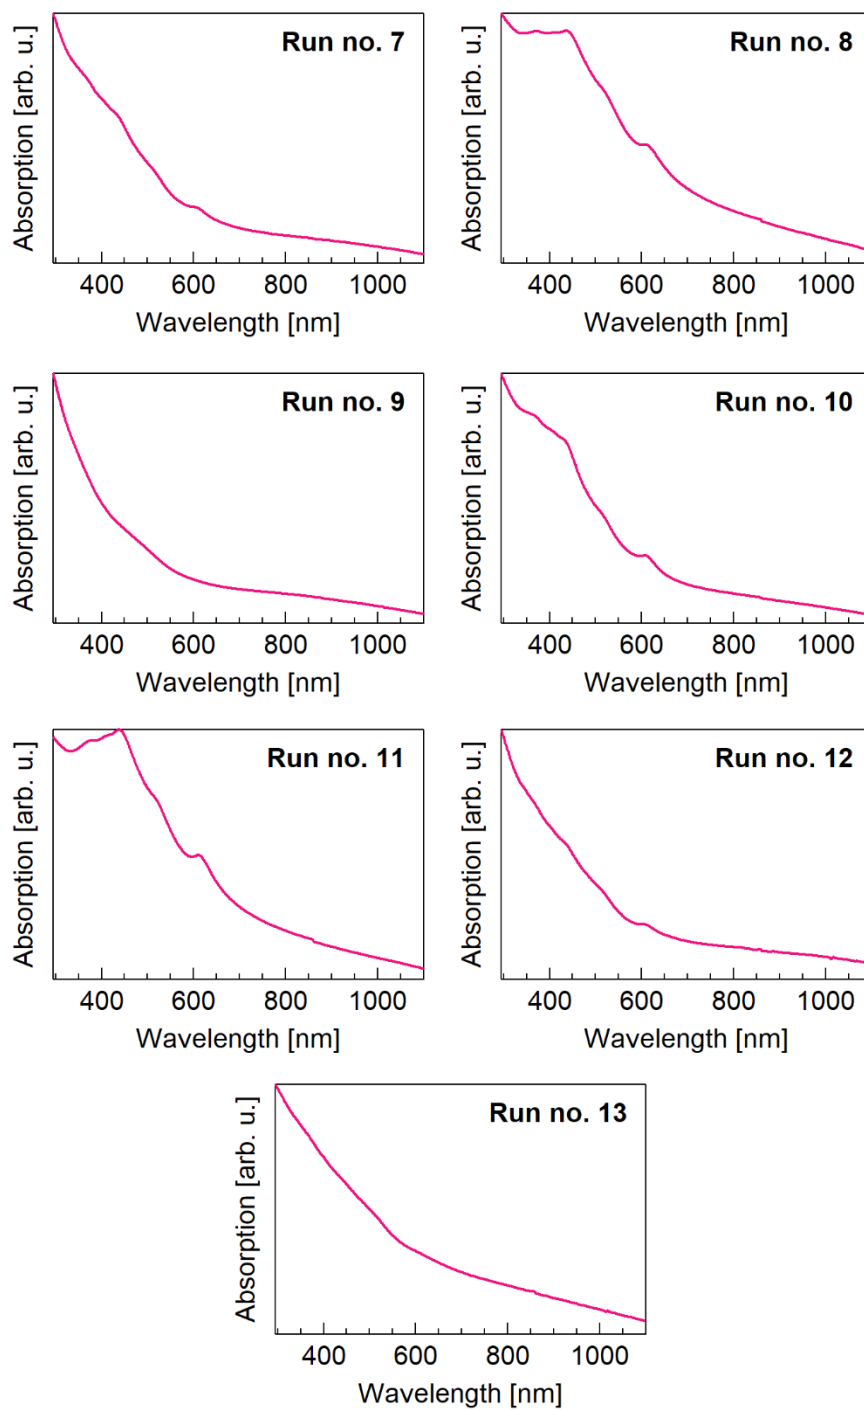 Run no. 7
Absorption [arb. u.]
400 600 800 1000
Wavelength [nm]
Run no. 8
Absorption [arb. u.]
400 600 800 1000
Wavelength [nm]
Run no. 9
Absorption [arb. u.]
400 600 800 1000
Wavelength [nm]
Run no. 10
Absorption [arb. u.]
400 600 800 1000
Wavelength [nm]
Run no. 11
Absorption [arb. u.]
400 600 800 1000
Wavelength [nm]
Run no. 12
Absorption [arb. u.]
400 600 800 1000
Wavelength [nm]
Run no. 13
Absorption [arb. u.]
400 600 800 1000
Wavelength [nm]